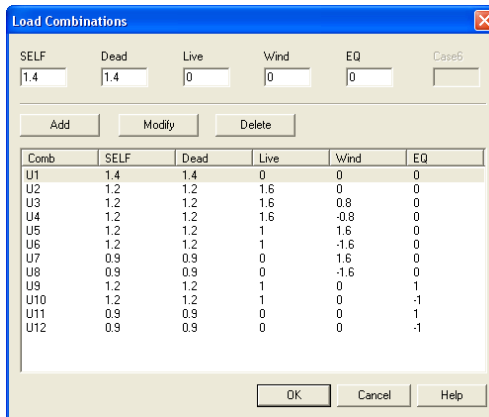 Load Combinations
SELF Dead Live Wind EQ Case6
1.4 1.4 0 0 0
Add Modify Delete
Comb SELF Dead Live Wind EQ
U1 1.4 1.4 0 0 0
U2 1.2 1.2 1.6 0 0
U3 1.2 1.2 1.6 0.8 0
U4 1.2 1.2 1.6 -0.8 0
U5 1.2 1.2 1 1.6 0
U6 1.2 1.2 1 -1.6 0
U7 0.9 0.9 0 1.6 0
U8 0.9 0.9 0 -1.6 0
U9 1.2 1.2 1 0 1
U10 1.2 1.2 1 0 -1
U11 0.9 0.9 0 0 1
U12 0.9 0.9 0 0 -1
OK Cancel Help